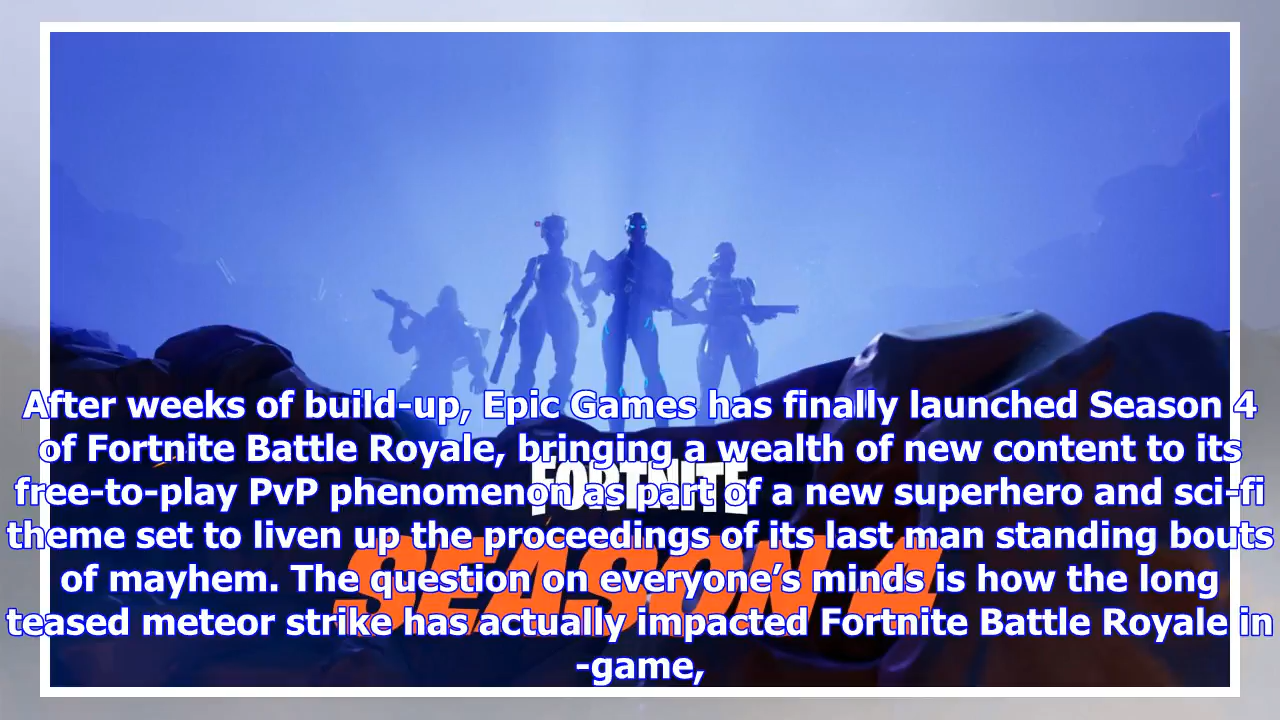 After weeks of build-up, Epic Games has finally launched Season 4
of Fortnite Battle Royale, bringing a wealth of new content to its
free-to-play PvP phenomenon as part of a new superhero and sci-fi
theme set to liven up the proceedings of its last man standing bouts
of mayhem. The question on everyone’s minds is how the long
teased meteor strike has actually impacted Fortnite Battle Royale in
-game,
FORTNITE
SEASON 4